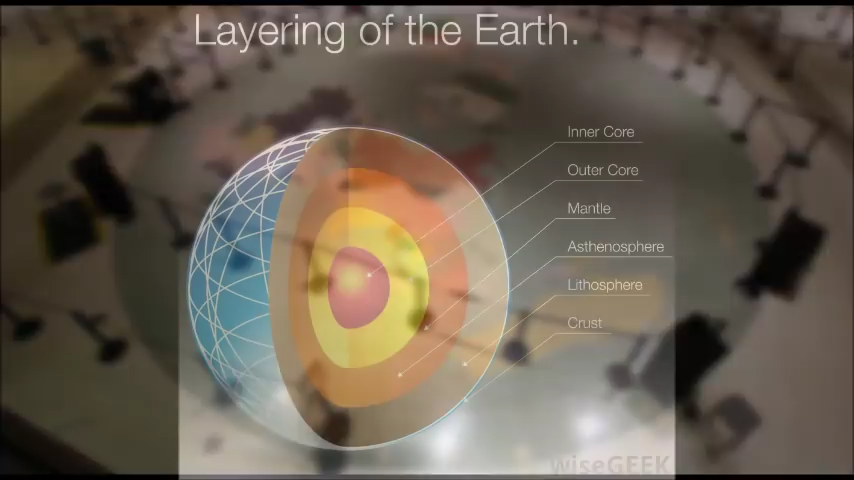 Layering of the Earth.
Inner Core
Outer Core
Mantle
Asthenosphere
Lithosphere
Crust
wiseGEEK